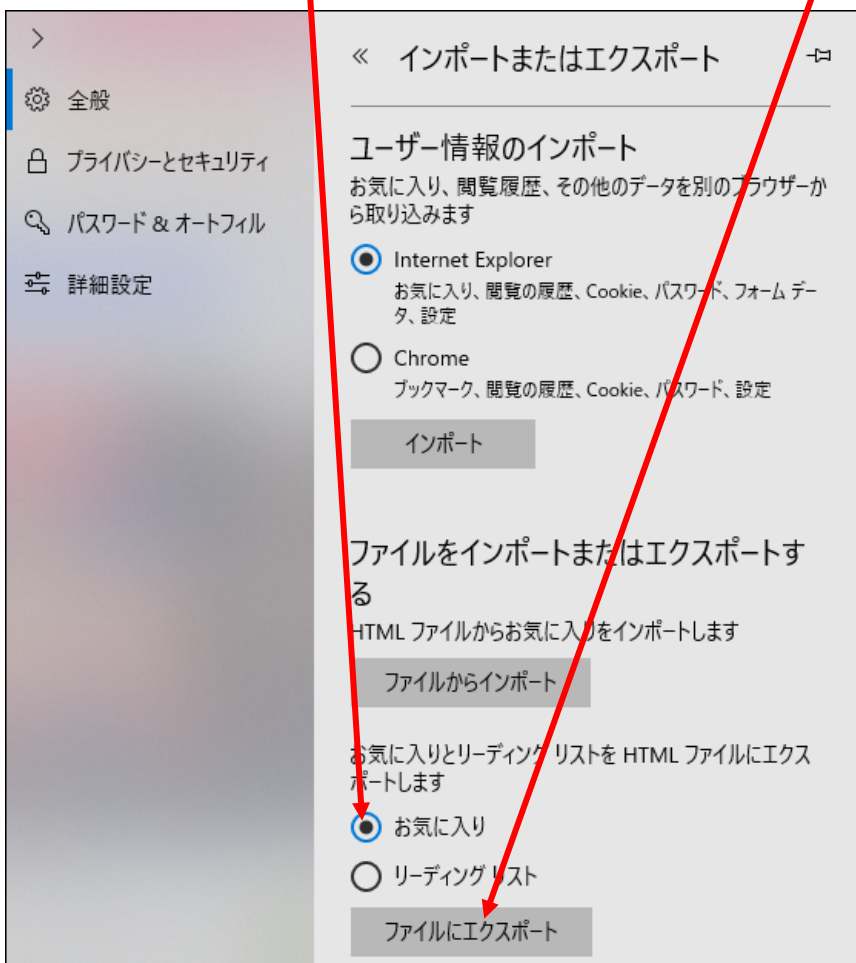 全般
プライバシーとセキュリティ
パスワード & オートフィル
詳細設定
インポートまたはエクスポート
ユーザー情報のインポート
お気に入り、閲覧履歴、その他のデータを別のブラウザーか
ら取り込みます
Internet Explorer
お気に入り、閲覧の履歴、Cookie、パスワード、フォーム デー
タ、設定
Chrome
ブックマーク、閲覧の履歴、Cookie、パスワード、設定
インポート
ファイルをインポートまたはエクスポートす
る
HTML ファイルからお気に入りをインポートします
ファイルからインポート
お気に入りとリーディング リストを HTML ファイルにエクス
ポートします
お気に入り
リーディング リスト
ファイルにエクスポート